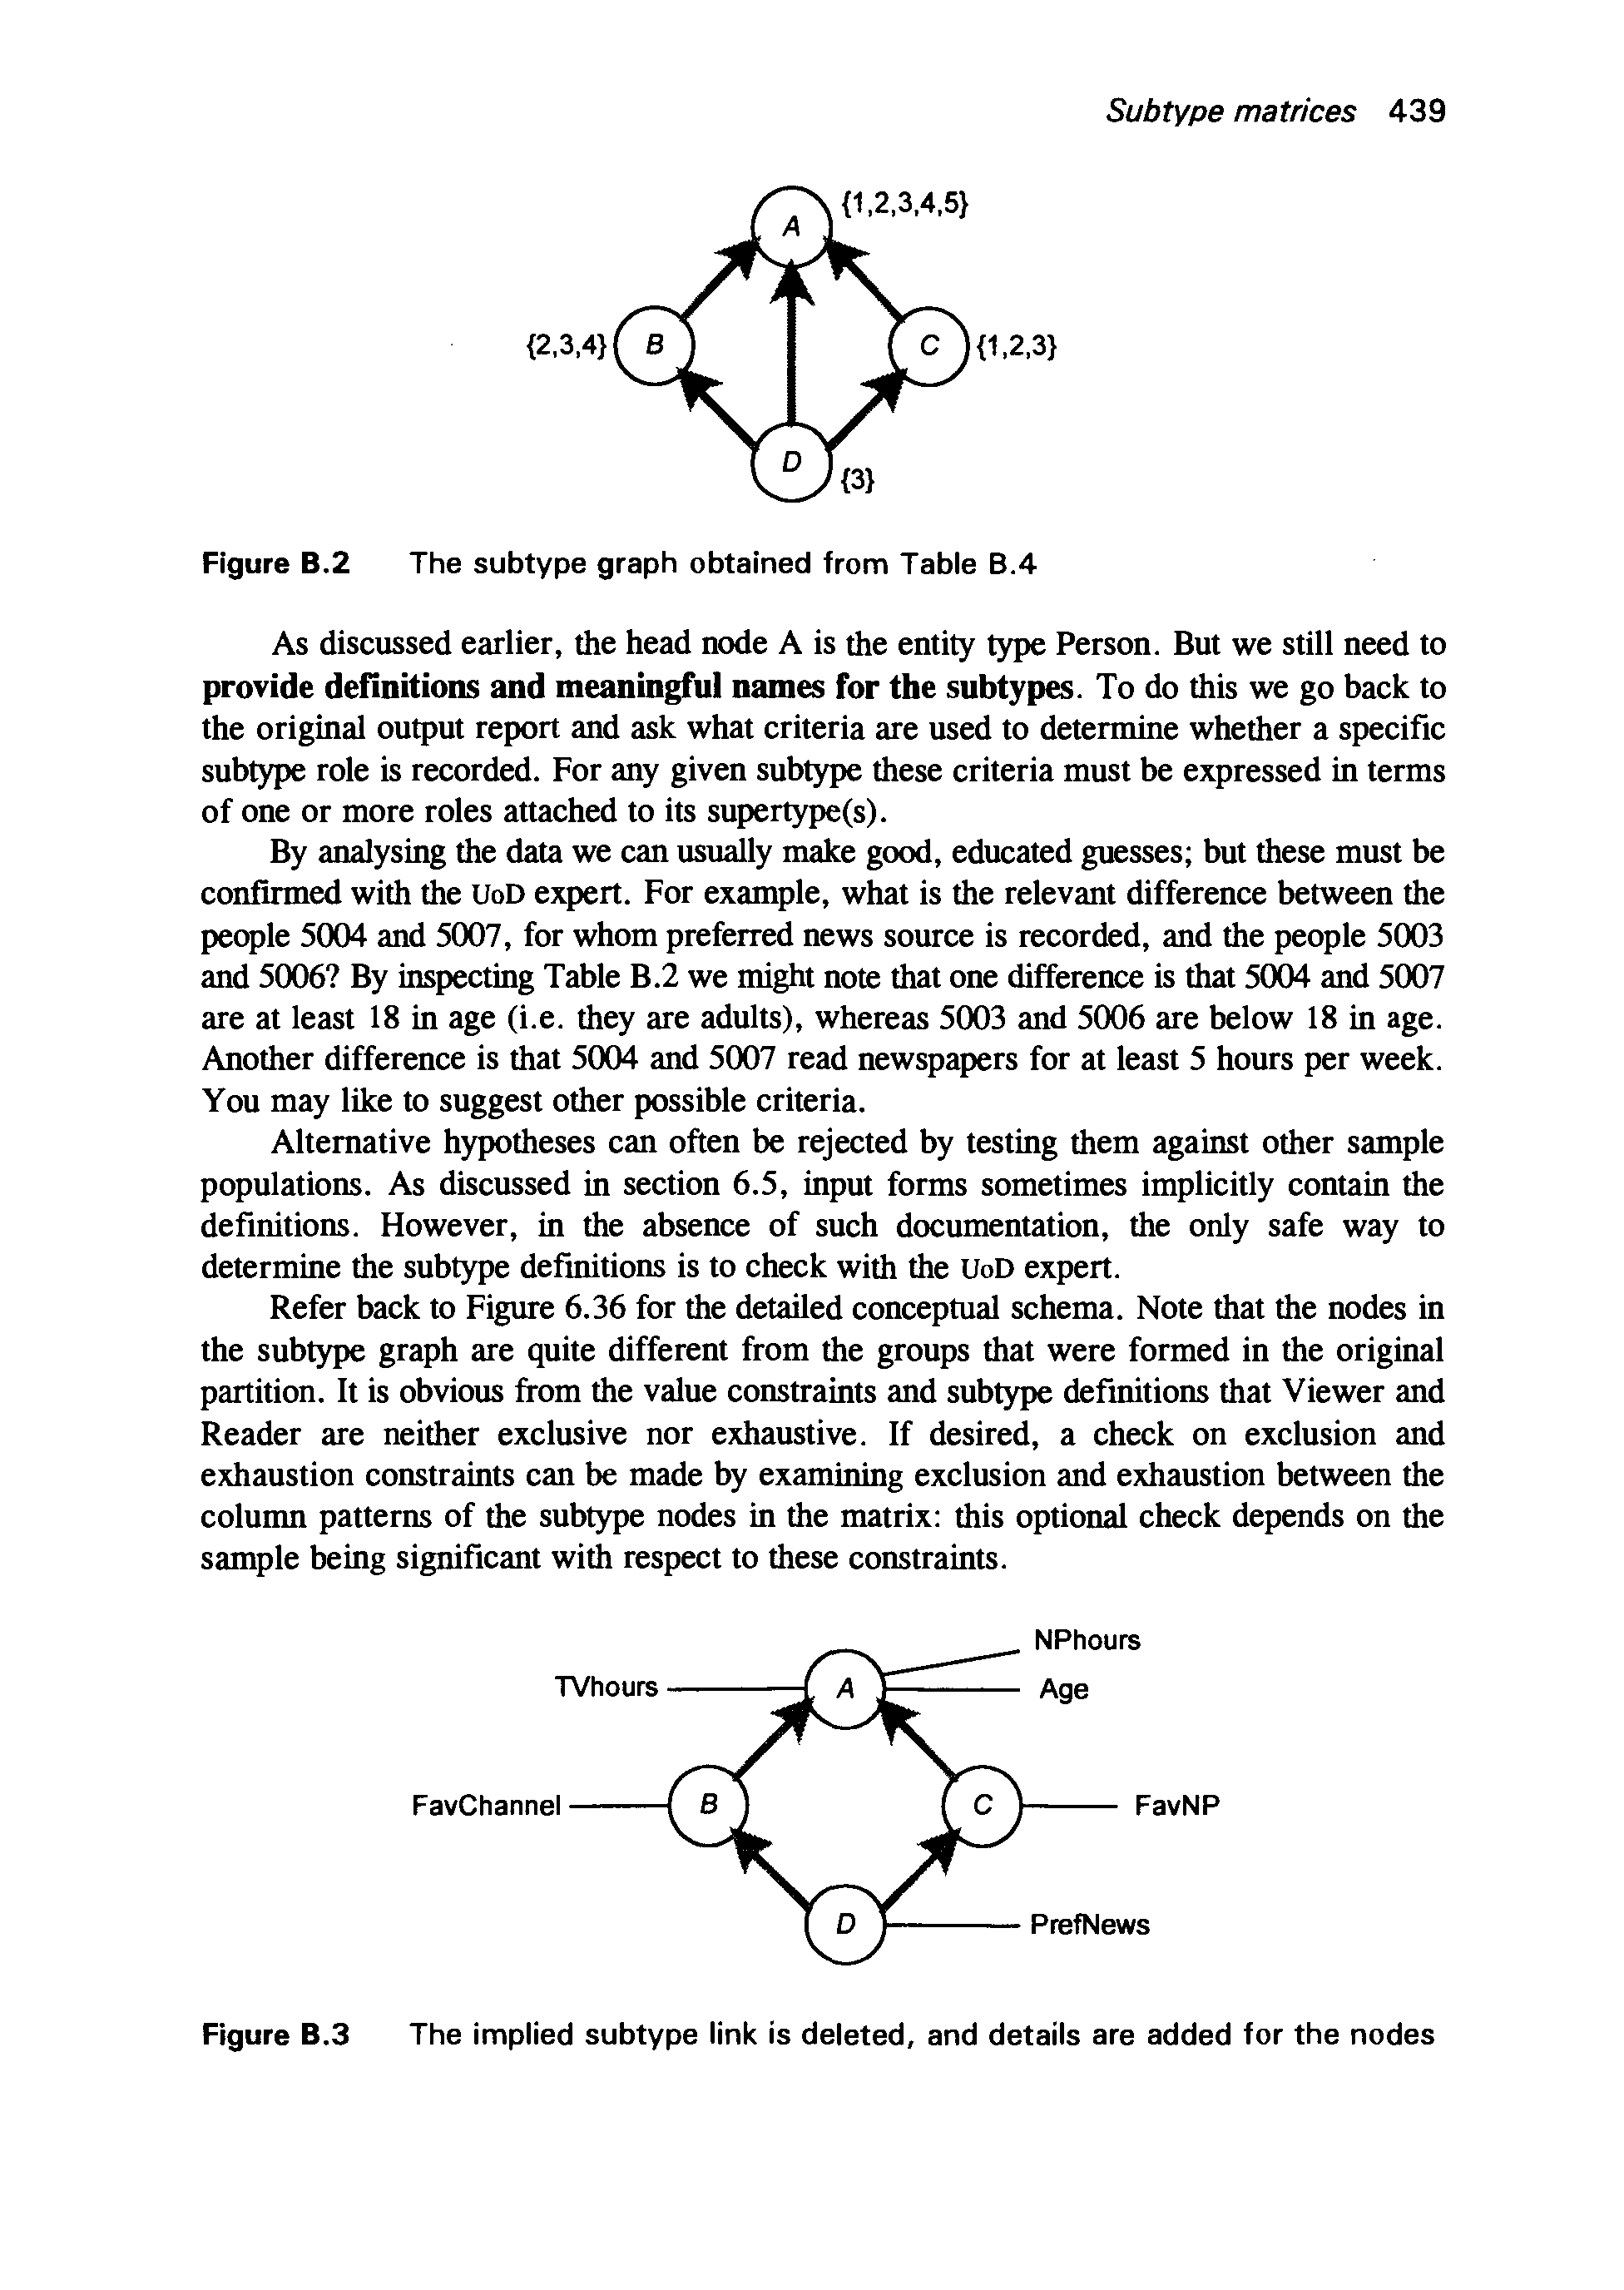 Subtype matrices 439
A {1,2,3,4,5}
{2,3,4} B C {1,2,3}
D {3}
Figure B.2 The subtype graph obtained from Table B.4
As discussed earlier, the head node A is the entity type Person. But we still need to
provide definitions and meaningful names for the subtypes. To do this we go back to
the original output report and ask what criteria are used to determine whether a specific
subtype role is recorded. For any given subtype these criteria must be expressed in terms
of one or more roles attached to its supertype(s).
By analysing the data we can usually make good, educated guesses; but these must be
confirmed with the UoD expert. For example, what is the relevant difference between the
people 5004 and 5007, for whom preferred news source is recorded, and the people 5003
and 5006? By inspecting Table B.2 we might note that one difference is that 5004 and 5007
are at least 18 in age (i.e. they are adults), whereas 5003 and 5006 are below 18 in age.
Another difference is that 5004 and 5007 read newspapers for at least 5 hours per week.
You may like to suggest other possible criteria.
Alternative hypotheses can often be rejected by testing them against other sample
populations. As discussed in section 6.5, input forms sometimes implicitly contain the
definitions. However, in the absence of such documentation, the only safe way to
determine the subtype definitions is to check with the UoD expert.
Refer back to Figure 6.36 for the detailed conceptual schema. Note that the nodes in
the subtype graph are quite different from the groups that were formed in the original
partition. It is obvious from the value constraints and subtype definitions that Viewer and
Reader are neither exclusive nor exhaustive. If desired, a check on exclusion and
exhaustion constraints can be made by examining exclusion and exhaustion between the
column patterns of the subtype nodes in the matrix: this optional check depends on the
sample being significant with respect to these constraints.
NPhours
TVhours A Age
FavChannel B C FavNP
D PrefNews
Figure B.3 The implied subtype link is deleted, and details are added for the nodes